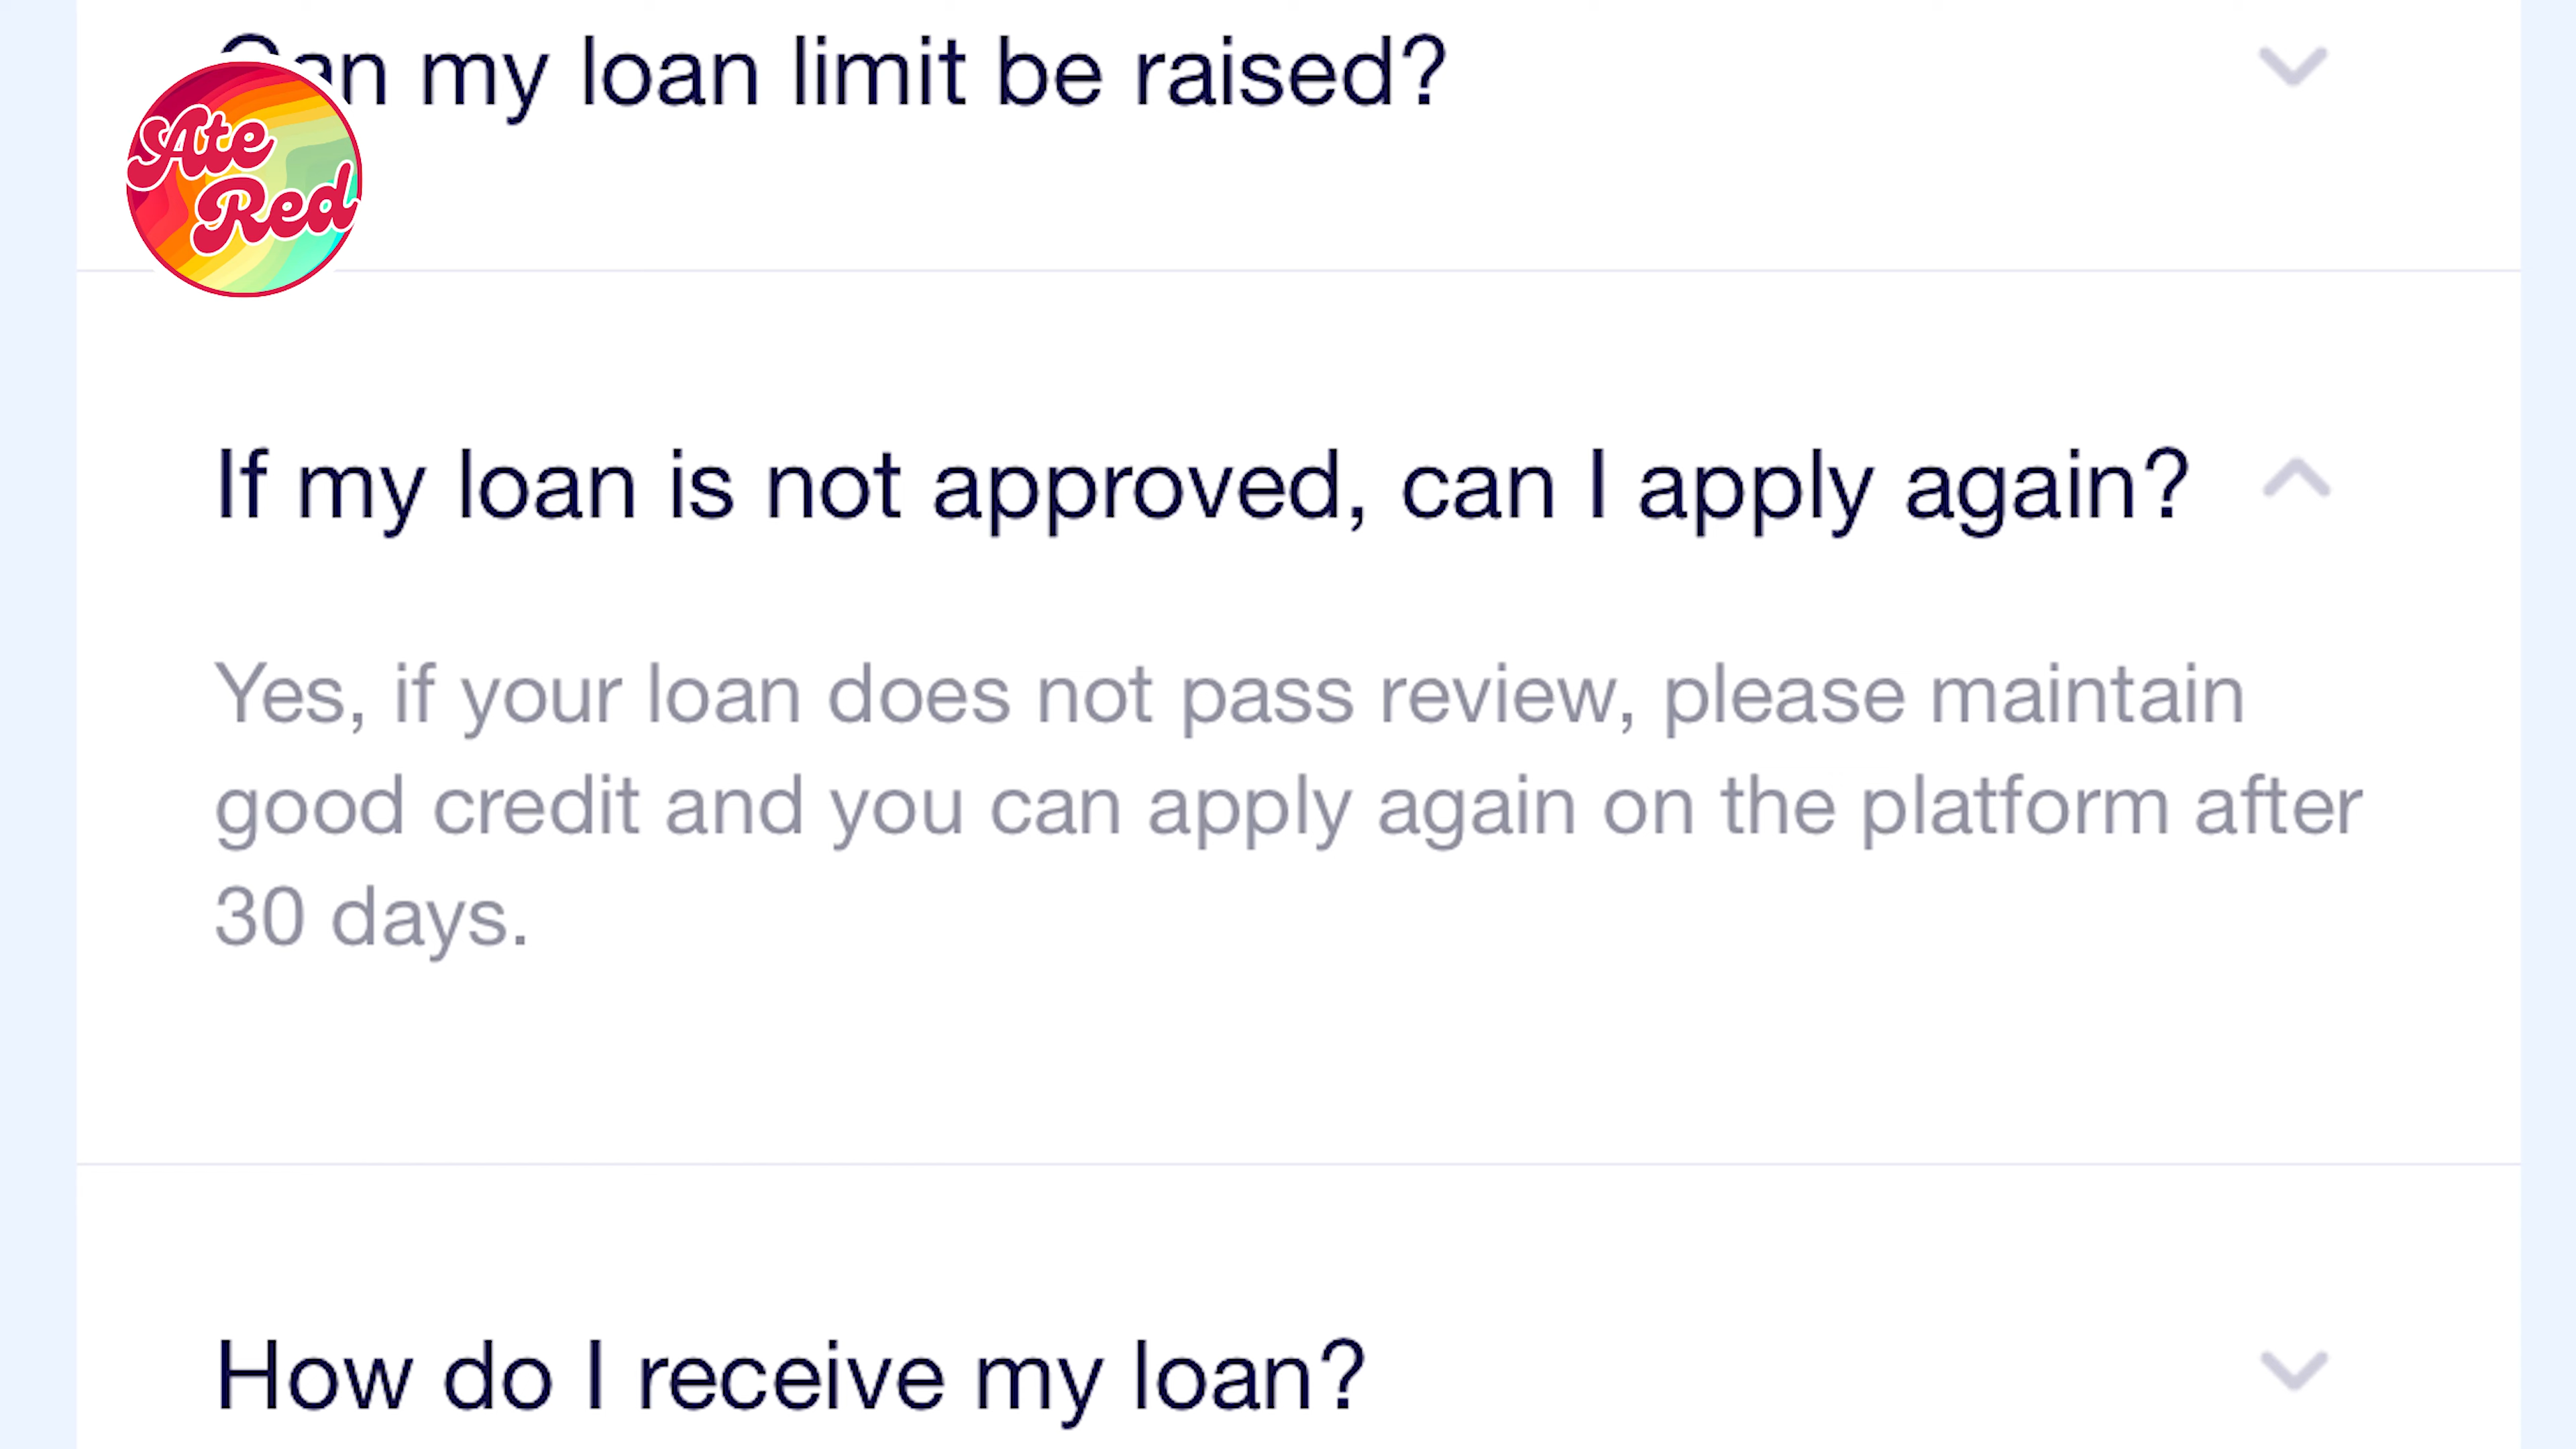 Can my loan limit be raised?
Ate
Red
If my loan is not approved, can I apply again?
Yes, if your loan does not pass review, please maintain
good credit and you can apply again on the platform after
30 days.
How do I receive my loan?